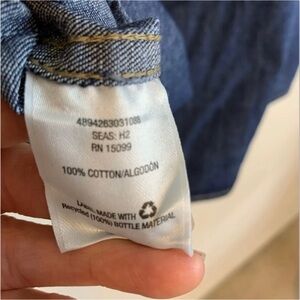 4894263031088
SEAS: H2
RN 15099
100% COTTON/ALGODÓN
LABEL MADE WITH
Recycled (100%) BOTTLE MATERIAL